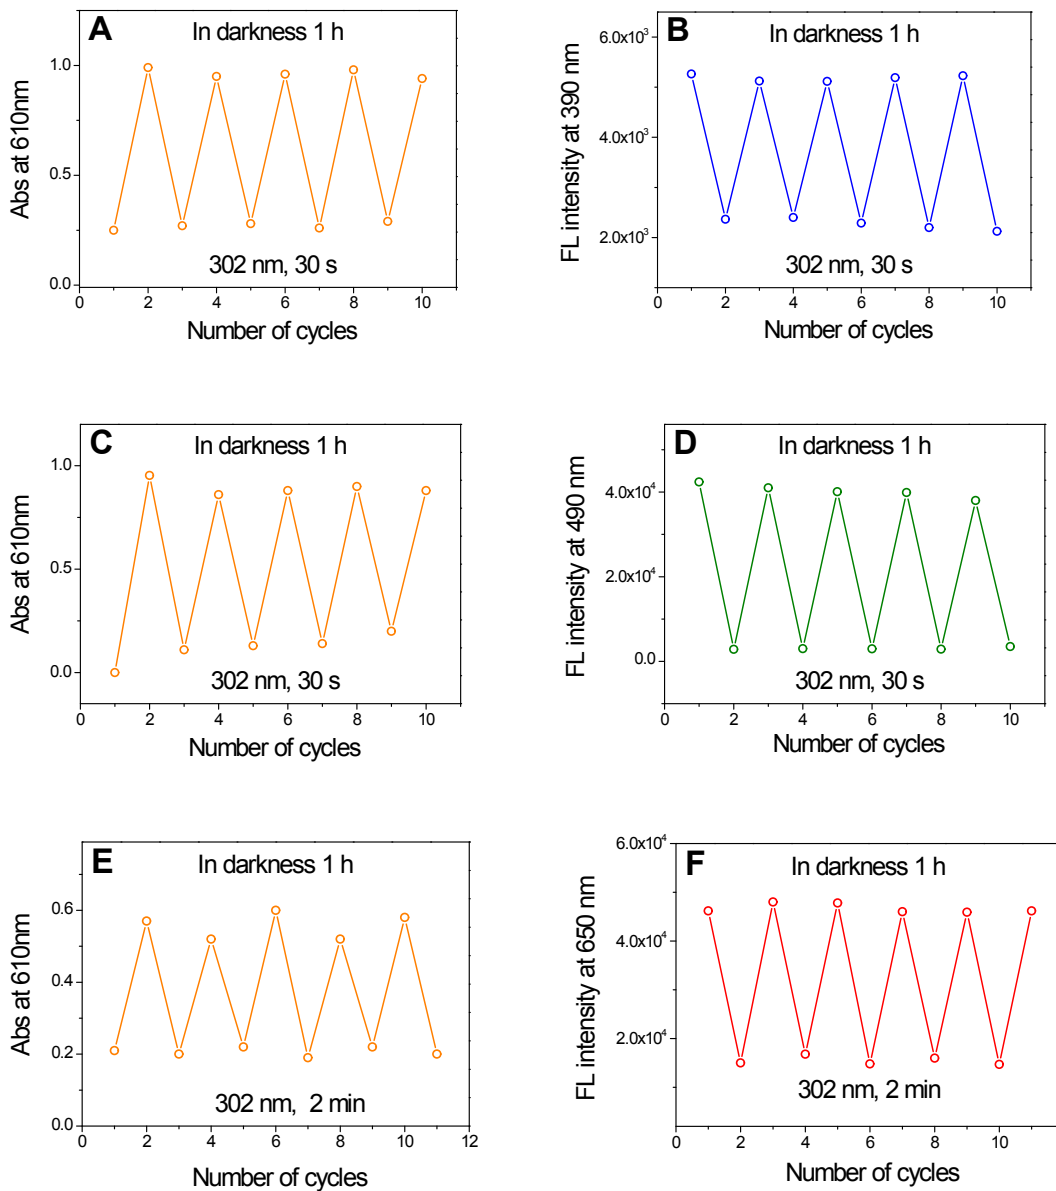 A
In darkness 1 h
1.0
0.5
0.0
Abs at 610nm
302 nm, 30 s
0 2 4 6 8 10
Number of cycles
B
In darkness 1 h
6.0x10³
4.0x10³
2.0x10³
FL intensity at 390 nm
302 nm, 30 s
0 2 4 6 8 10
Number of cycles
C
In darkness 1 h
1.0
0.5
0.0
Abs at 610nm
302 nm, 30 s
0 2 4 6 8 10
Number of cycles
D
In darkness 1 h
4.0x10⁴
2.0x10⁴
0.0
FL intensity at 490 nm
302 nm, 30 s
0 2 4 6 8 10
Number of cycles
E
In darkness 1 h
0.6
0.4
0.2
0.0
Abs at 610nm
302 nm, 2 min
0 2 4 6 8 10 12
Number of cycles
F
In darkness 1 h
6.0x10⁴
4.0x10⁴
2.0x10⁴
FL intensity at 650 nm
302 nm, 2 min
0 2 4 6 8 10
Number of cycles